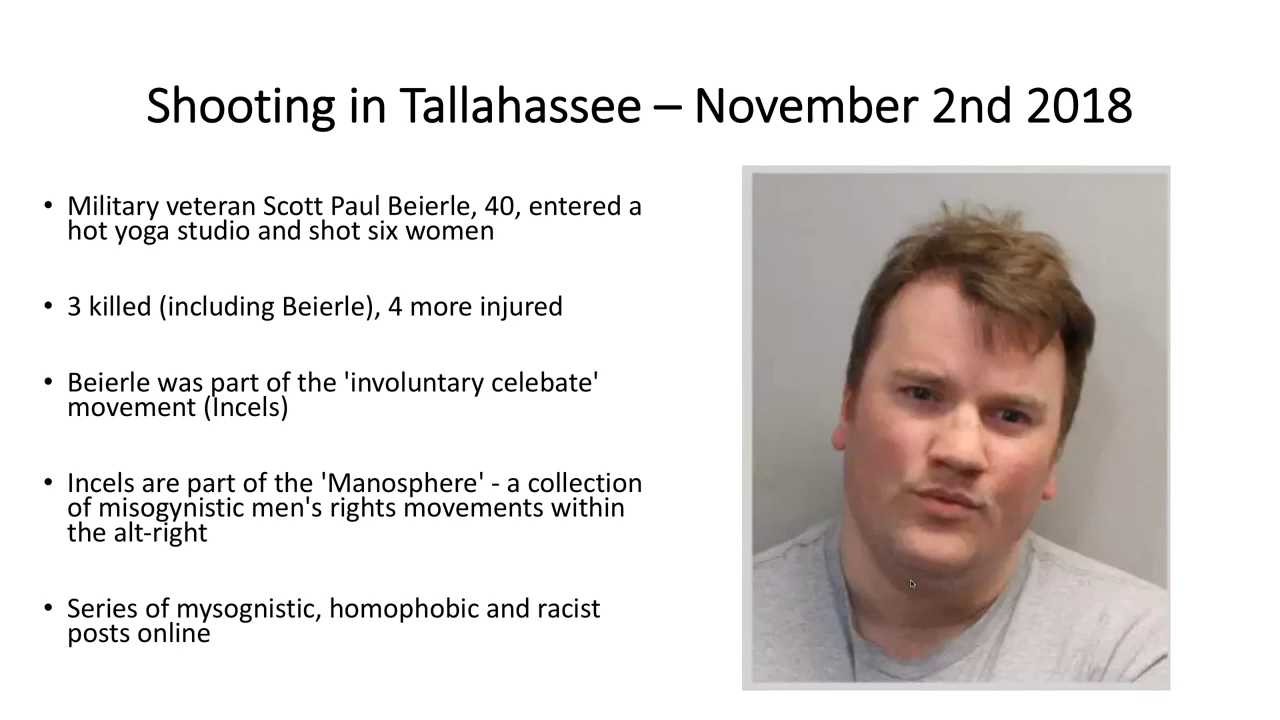 Shooting in Tallahassee – November 2nd 2018
• Military veteran Scott Paul Beierle, 40, entered a
hot yoga studio and shot six women
• 3 killed (including Beierle), 4 more injured
• Beierle was part of the 'involuntary celebate'
movement (Incels)
• Incels are part of the 'Manosphere' - a collection
of misogynistic men's rights movements within
the alt-right
• Series of mysognistic, homophobic and racist
posts online